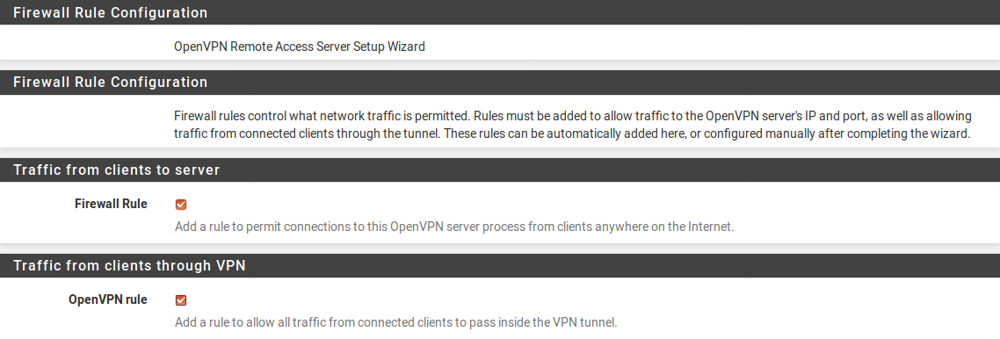 Firewall Rule Configuration
OpenVPN Remote Access Server Setup Wizard
Firewall Rule Configuration
Firewall rules control what network traffic is permitted. Rules must be added to allow traffic to the OpenVPN server's IP and port, as well as allowing
traffic from connected clients through the tunnel. These rules can be automatically added here, or configured manually after completing the wizard.
Traffic from clients to server
Firewall Rule
Add a rule to permit connections to this OpenVPN server process from clients anywhere on the Internet.
Traffic from clients through VPN
OpenVPN rule
Add a rule to allow all traffic from connected clients to pass inside the VPN tunnel.